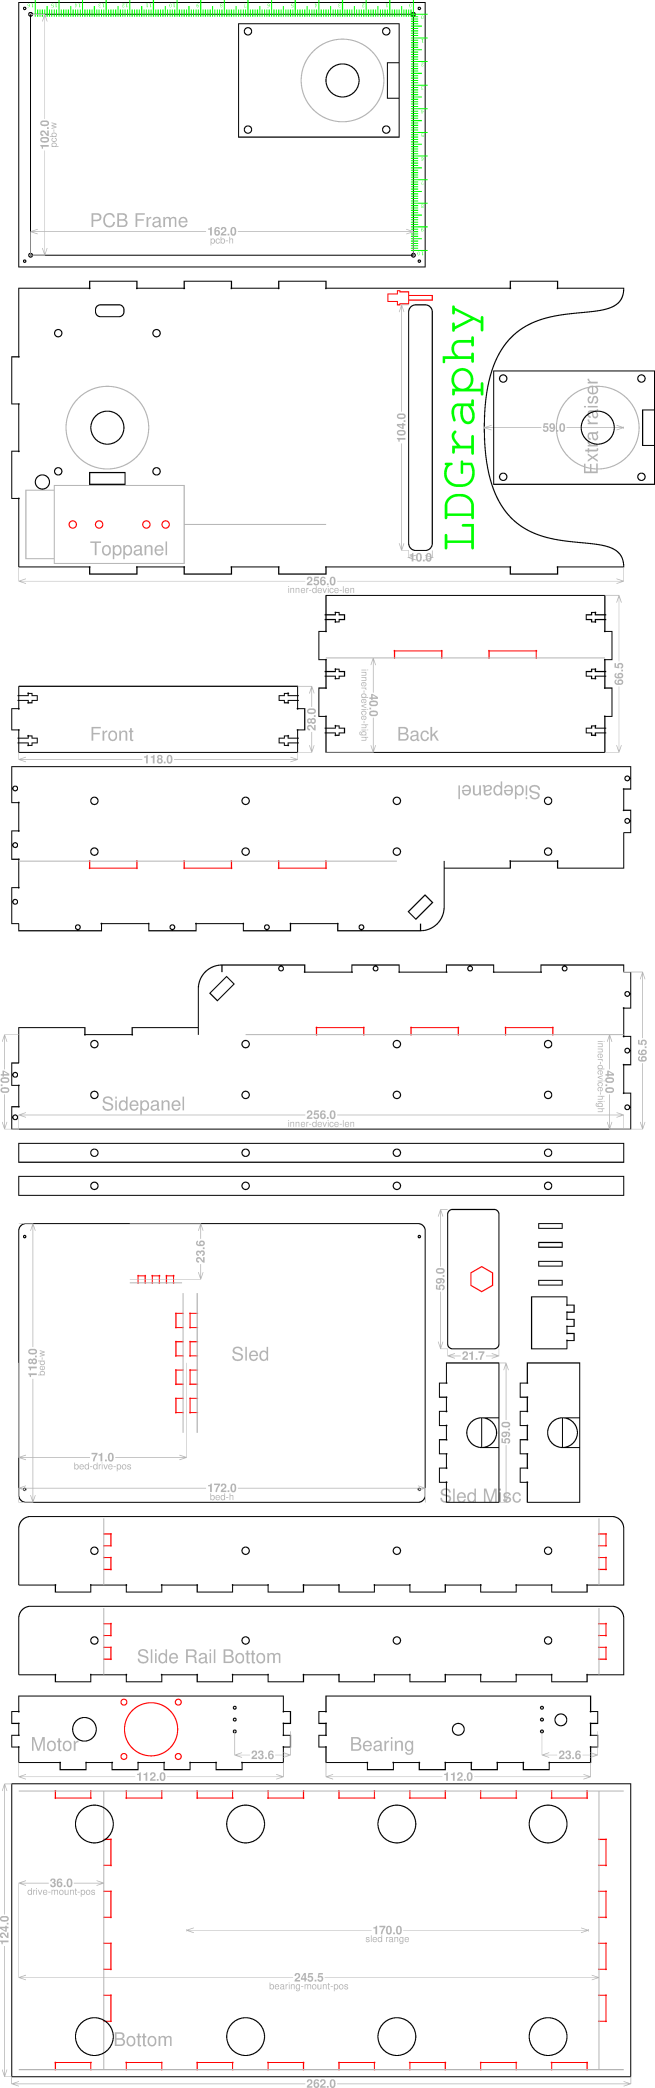 102.0
pcb-w
PCB Frame
162.0
pcb-h
LDGraphy
104.0
59.0
Extra raiser
10.0
Toppanel
256.0
inner-device-len
66.5
inner-device-high
40.0
28.0
Front
Back
118.0
Sidepanel
66.5
40.0
inner-device-high
40.0
Sidepanel
256.0
inner-device-len
23.6
59.0
118.0
bed-w
Sled
21.7
59.0
71.0
bed-drive-pos
172.0
bed-h
Sled Misc
Slide Rail Bottom
Motor
23.6
Bearing
23.6
112.0
112.0
36.0
drive-mount-pos
124.0
170.0
sled range
245.5
bearing-mount-pos
Bottom
262.0